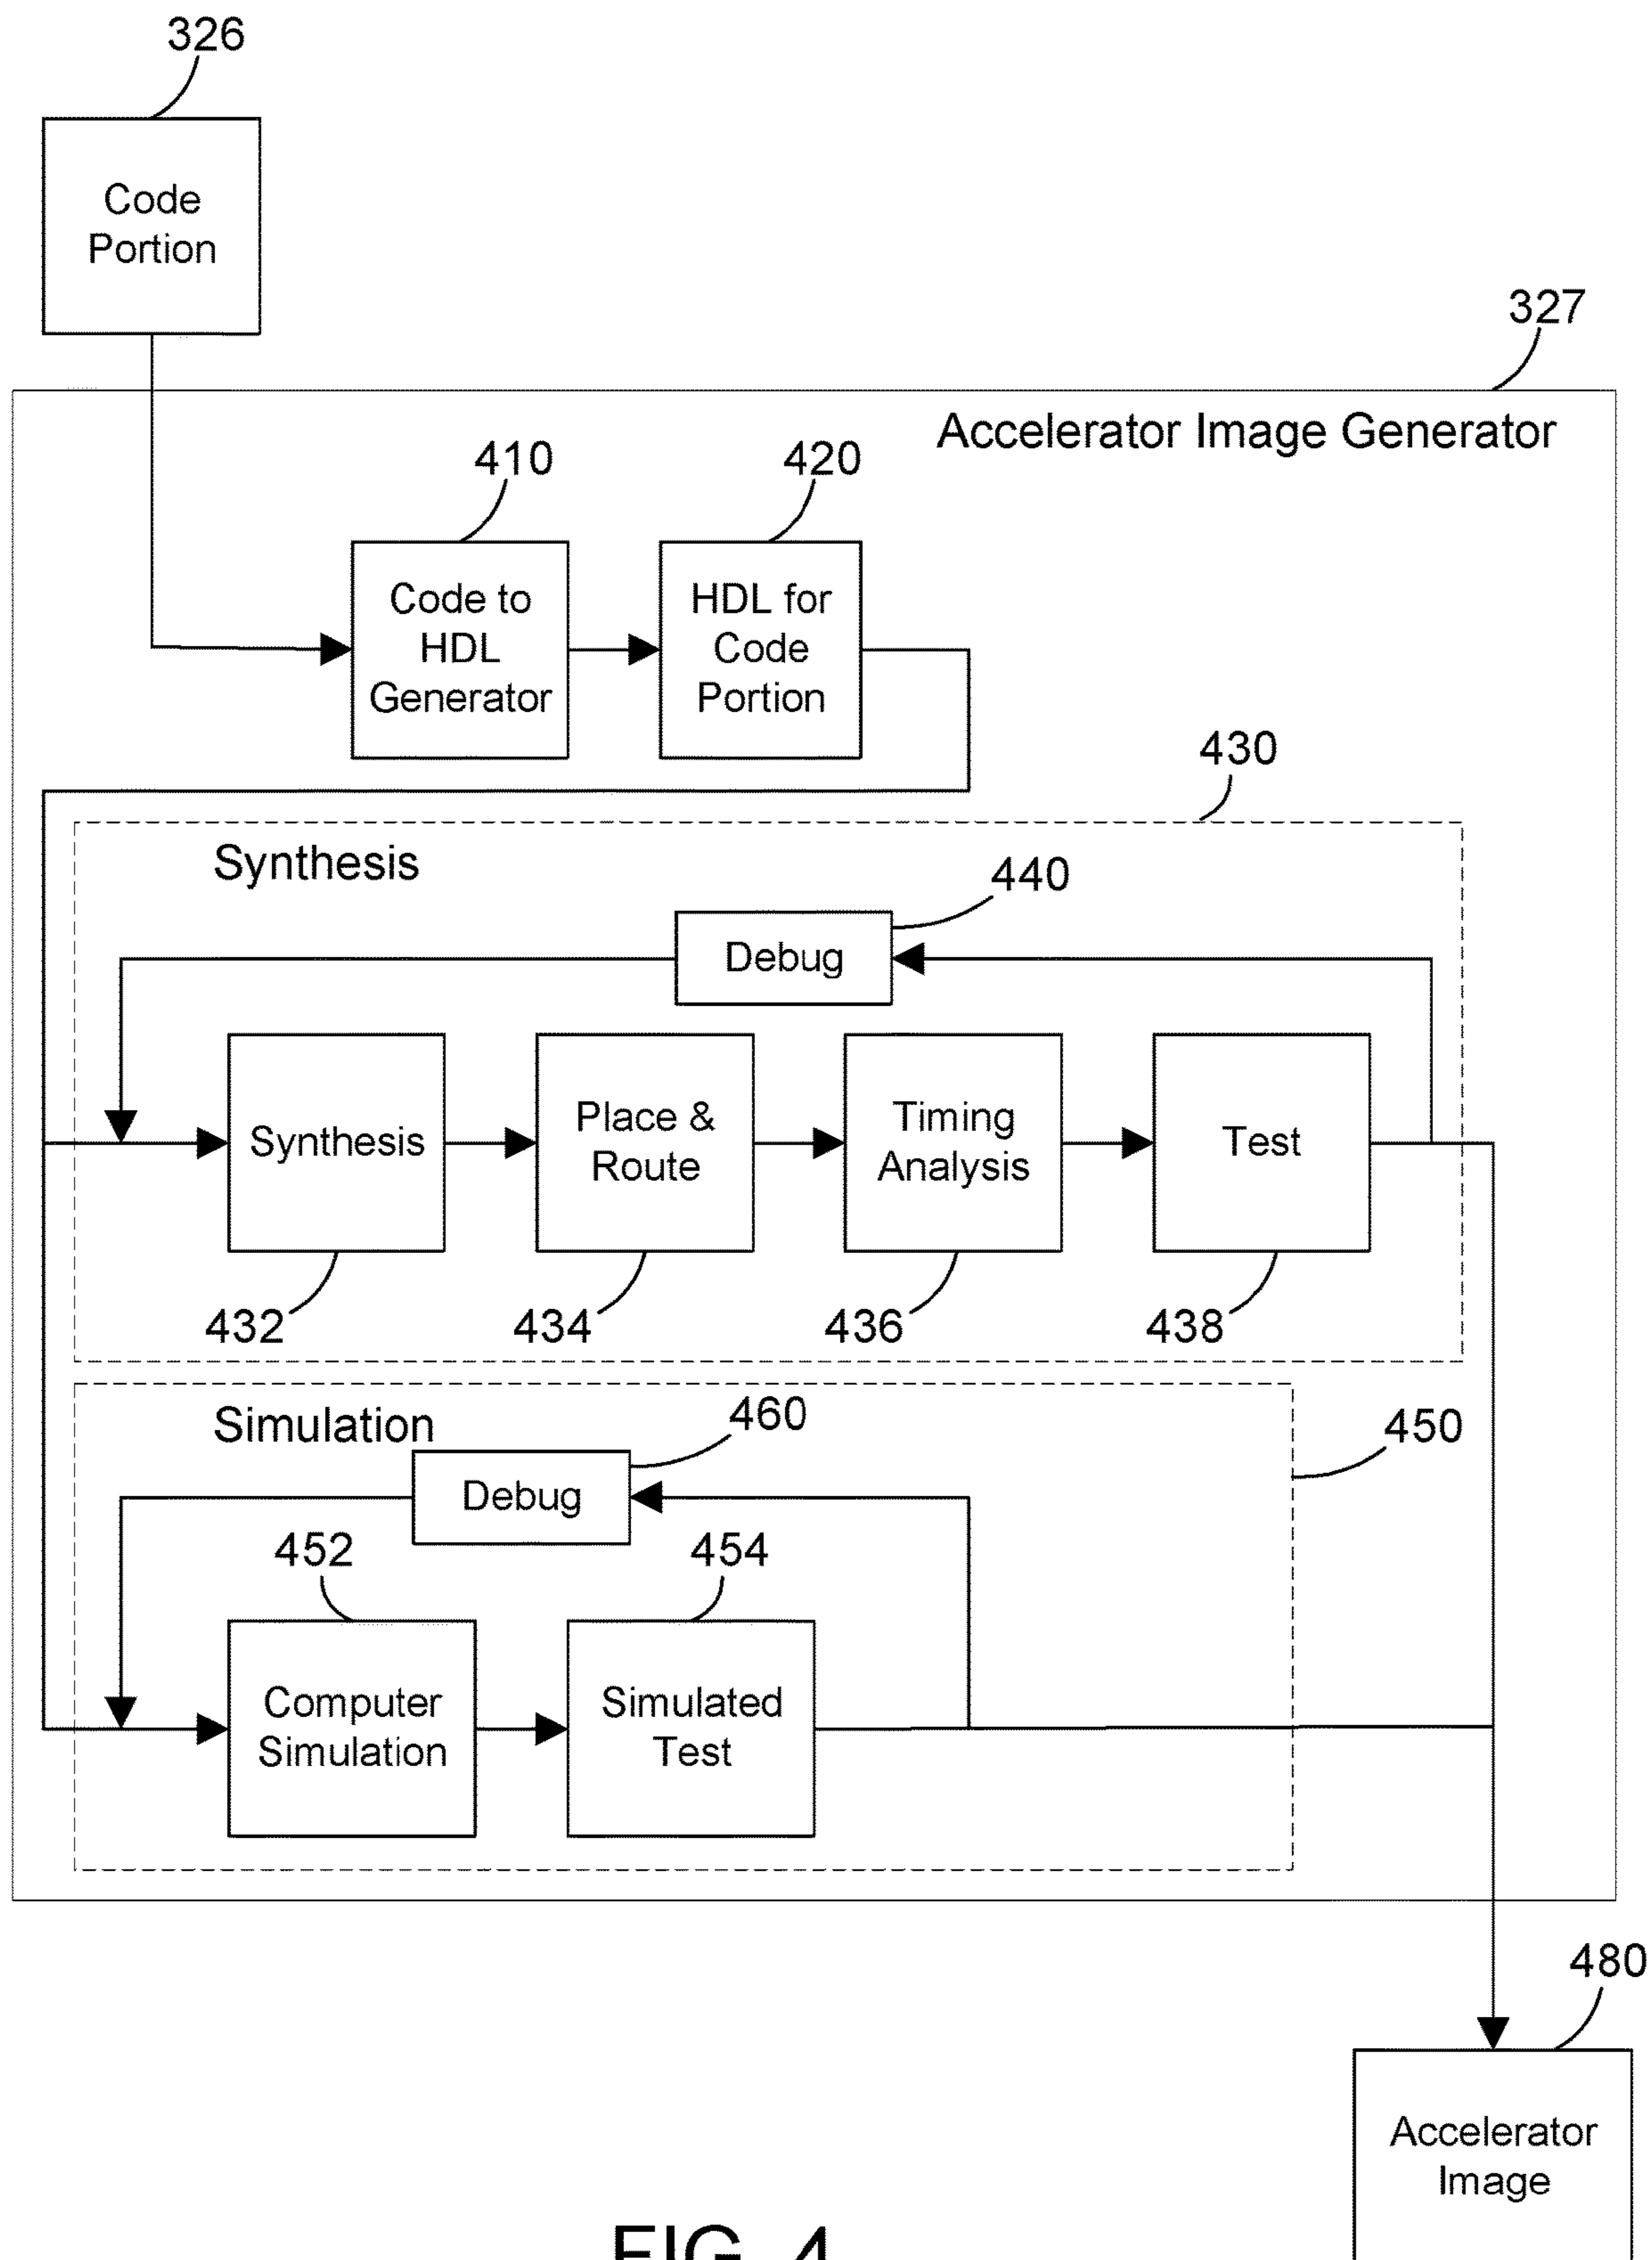 326
Code
Portion
327
Accelerator Image Generator
410
420
Code to
HDL
Generator
HDL for
Code
Portion
430
Synthesis
440
Debug
Synthesis
Place &
Route
Timing
Analysis
Test
432
434
436
438
Simulation
460
450
Debug
452
454
Computer
Simulation
Simulated
Test
480
Accelerator
Image
FIG. 4